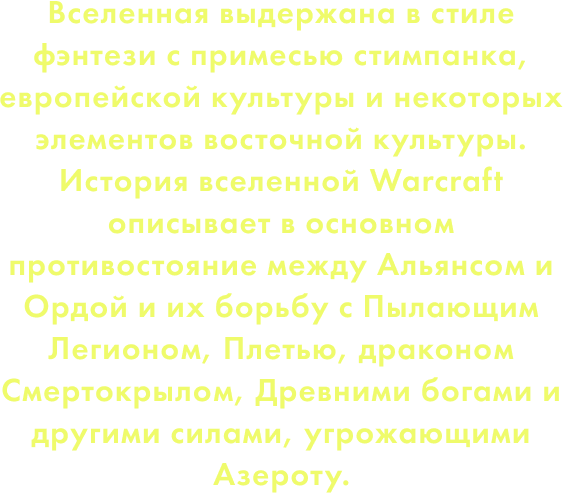 Вселенная выдержана в стиле
фэнтези с примесью стимпанка,
европейской культуры и некоторых
элементов восточной культуры.
История вселенной Warcraft
описывает в основном
противостояние между Альянсом и
Ордой и их борьбу с Пылающим
Легионом, Плетью, драконом
Смертокрылом, Древними богами и
другими силами, угрожающими
Азероту.